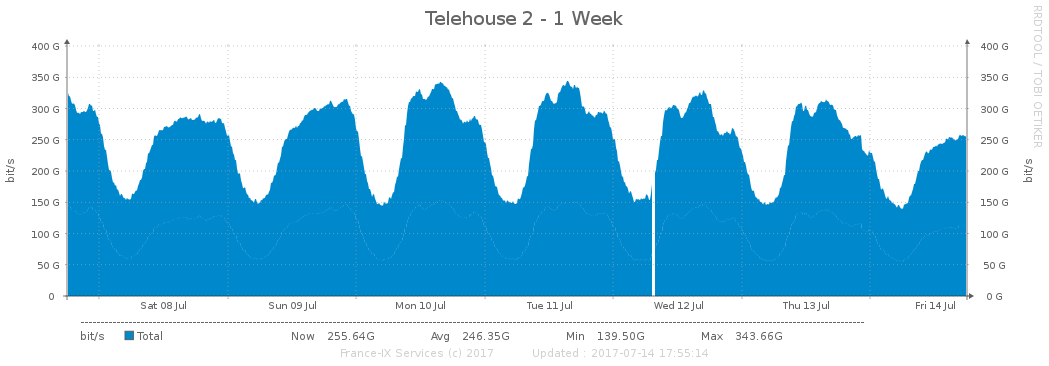 Telehouse 2 - 1 Week
RRDTOOL / TOBI OETIKER
400 G 400 G
350 G 350 G
300 G 300 G
250 G 250 G
200 G 200 G
150 G 150 G
100 G 100 G
50 G 50 G
0 0 G
bit/s
bit/s
Sat 08 Jul Sun 09 Jul Mon 10 Jul Tue 11 Jul Wed 12 Jul Thu 13 Jul Fri 14 Jul
bit/s Total Now 255.64G Avg 246.35G Min 139.50G Max 343.66G
France-IX Services (c) 2017 Updated : 2017-07-14 17:55:14